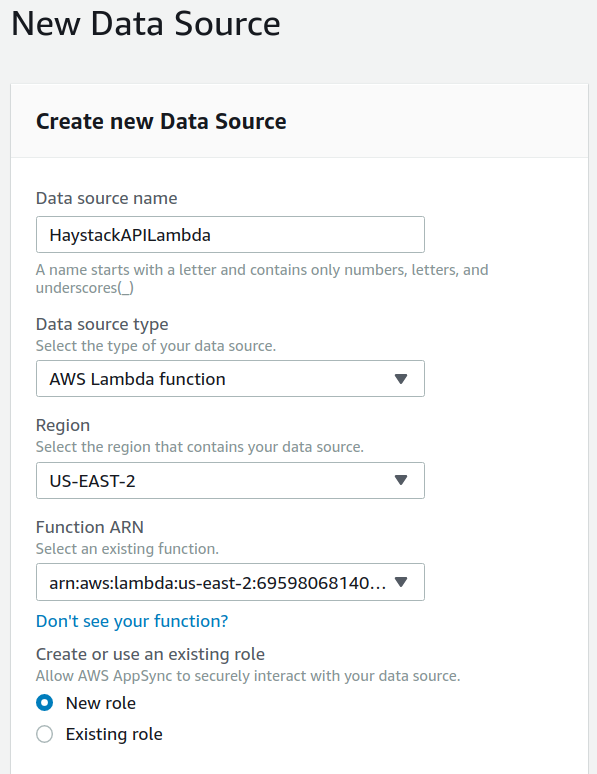 New Data Source
Create new Data Source
Data source name
HaystackAPILambda
A name starts with a letter and contains only numbers, letters, and
underscores(_)
Data source type
Select the type of your data source.
AWS Lambda function
Region
Select the region that contains your data source.
US-EAST-2
Function ARN
Select an existing function.
arn:aws:lambda:us-east-2:69598068140...
Don't see your function?
Create or use an existing role
Allow AWS AppSync to securely interact with your data source.
New role
Existing role